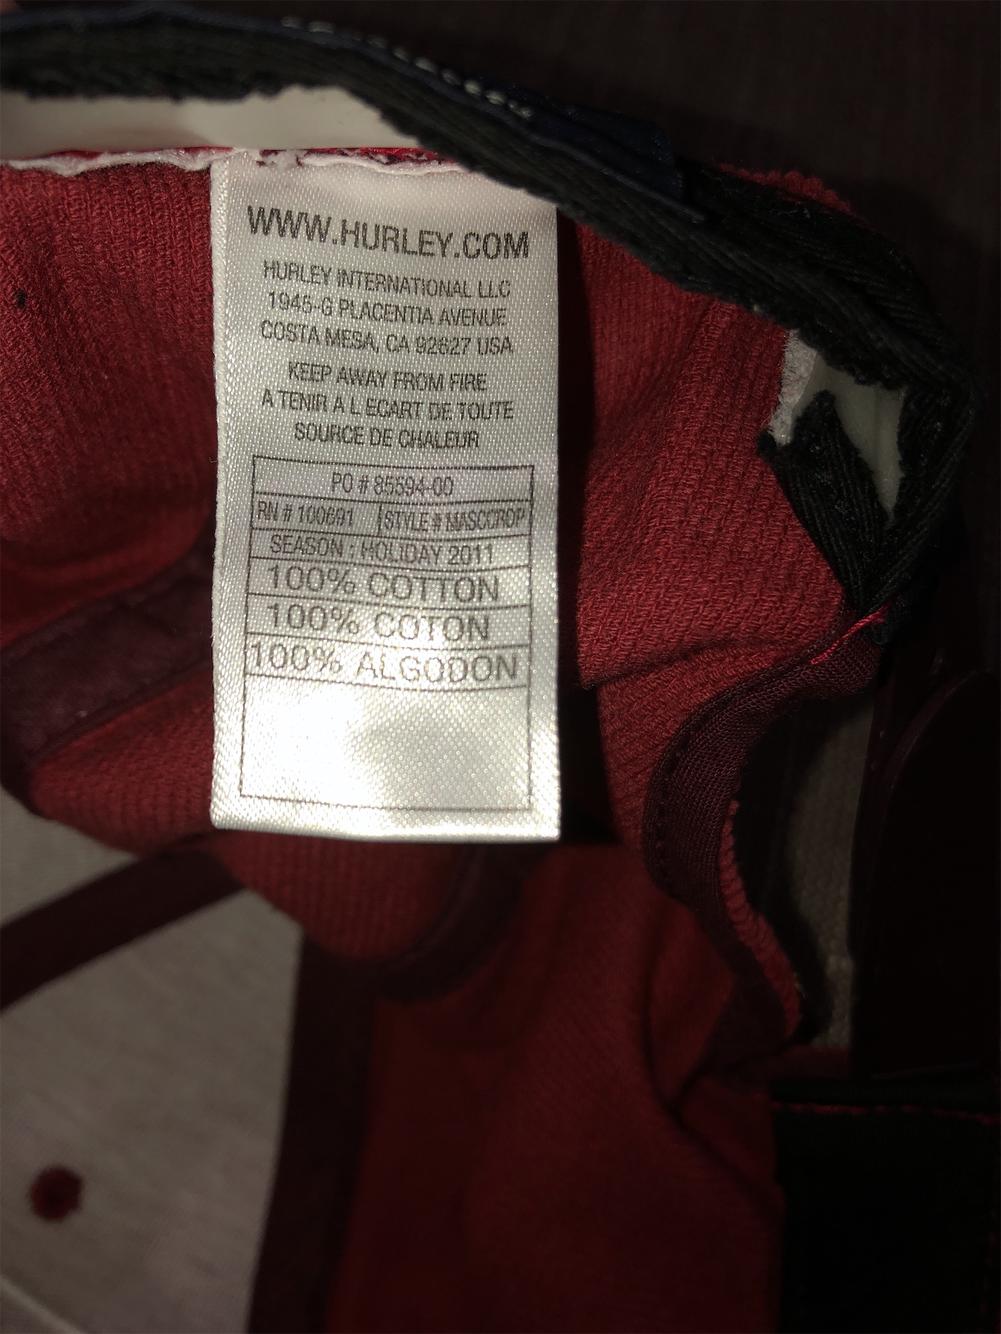 WWW.HURLEY.COM
HURLEY INTERNATIONAL LLC
1945-G PLACENTIA AVENUE
COSTA MESA, CA 92627 USA
KEEP AWAY FROM FIRE
A TENIR A L ECART DE TOUTE
SOURCE DE CHALEUR
PO # 85594-00
RN # 100691 STYLE # MASCCROP
SEASON : HOLIDAY 2011
100% COTTON
100% COTON
100% ALGODON